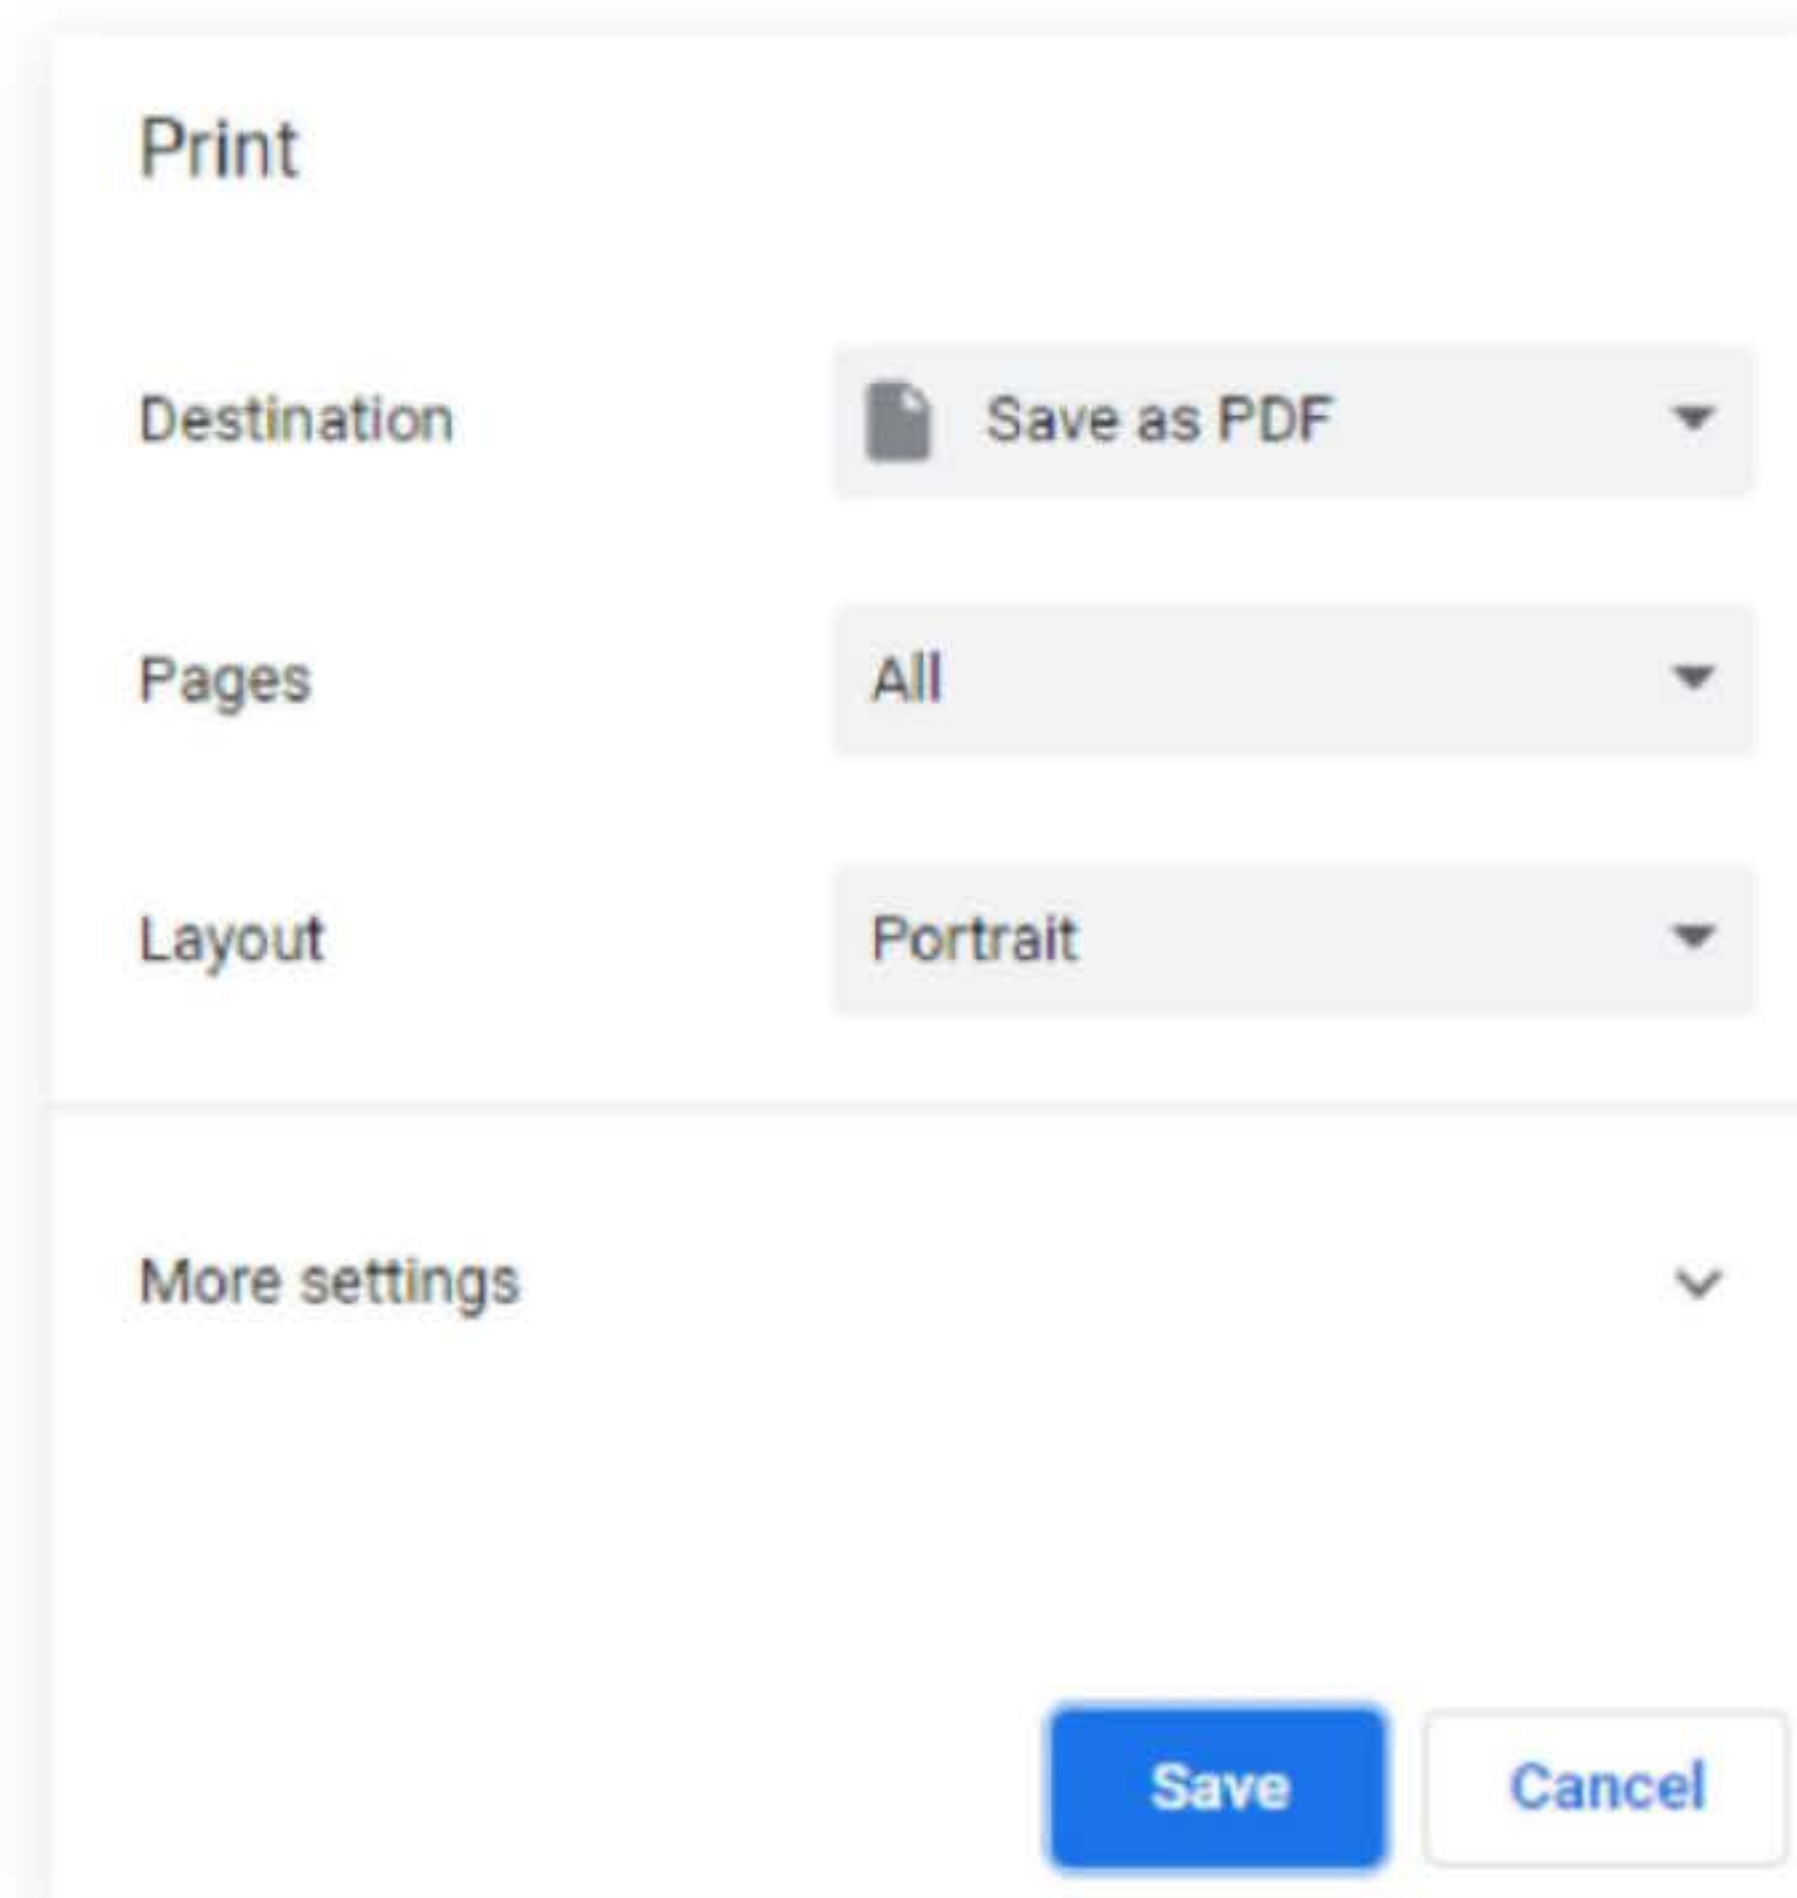 Print
Destination Save as PDF
Pages All
Layout Portrait
More settings
Save Cancel